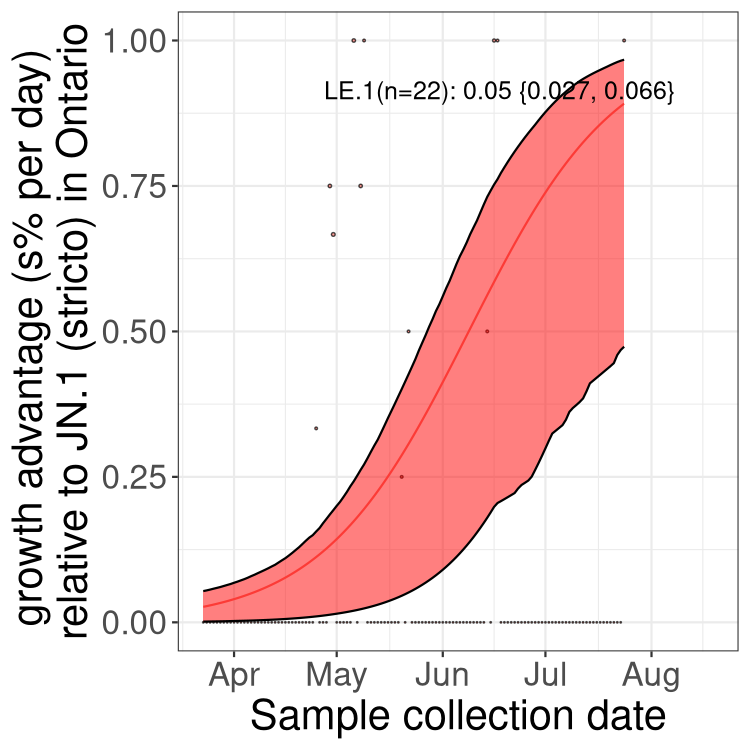 growth advantage (s% per day)
relative to JN.1 (stricto) in Ontario
1.00
0.75
0.50
0.25
0.00
LE.1(n=22): 0.05 {0.027, 0.066}
Apr May Jun Jul Aug
Sample collection date